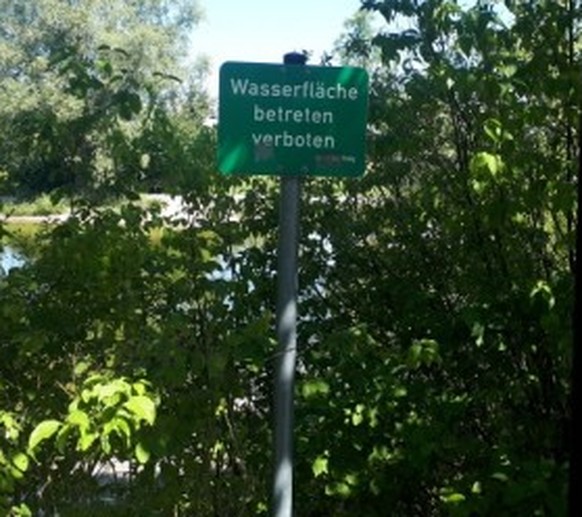 Wasserfläche
betreten
verboten